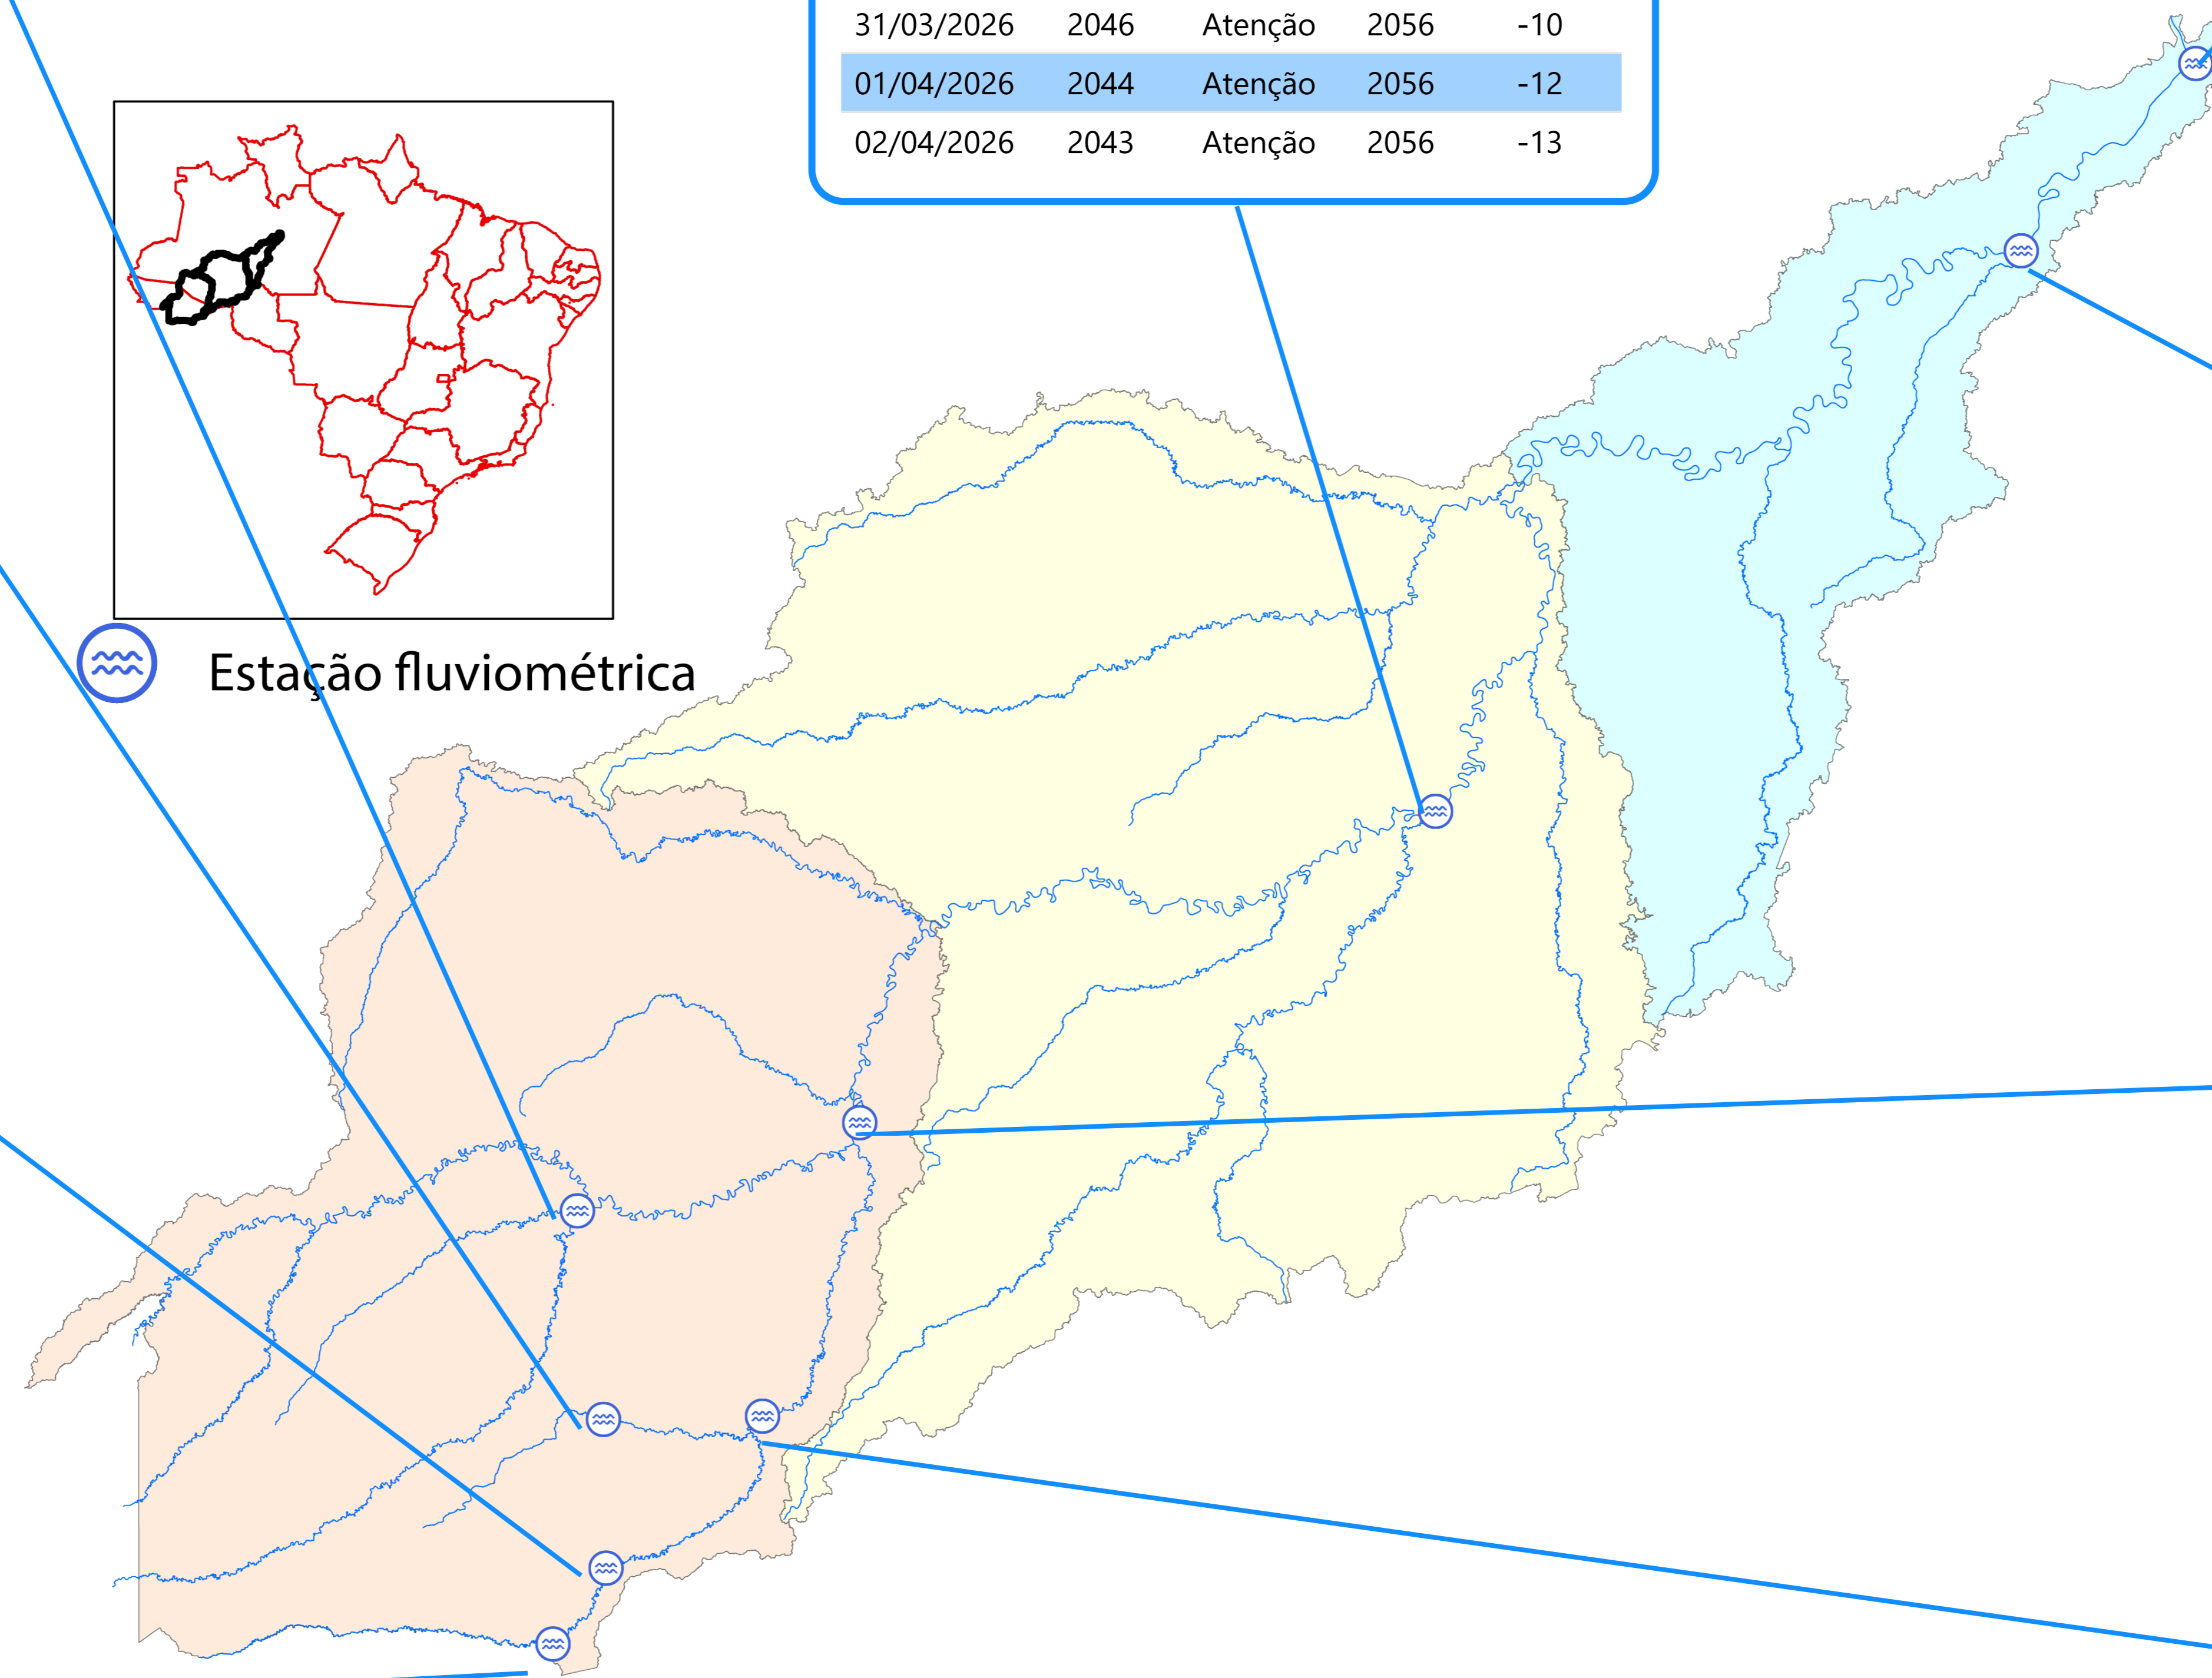 31/03/2026 2046 Atenção 2056 -10
01/04/2026 2044 Atenção 2056 -12
02/04/2026 2043 Atenção 2056 -13
Estação fluviométrica